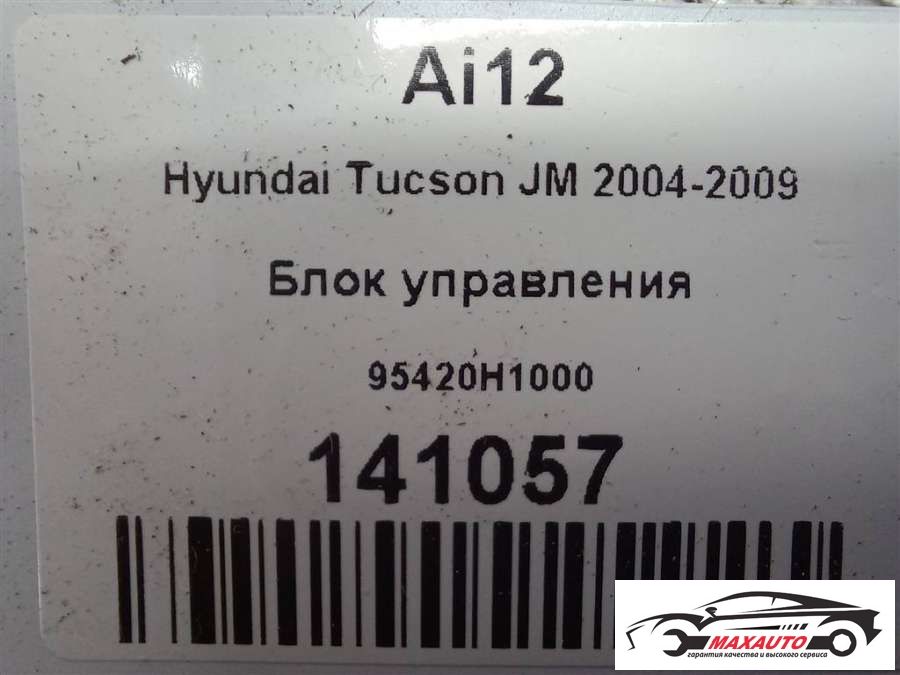 Ai12
Hyundai Tucson JM 2004-2009
Блок управления
95420H1000
141057
MAXAUTO
гарантия качества и высокого сервиса